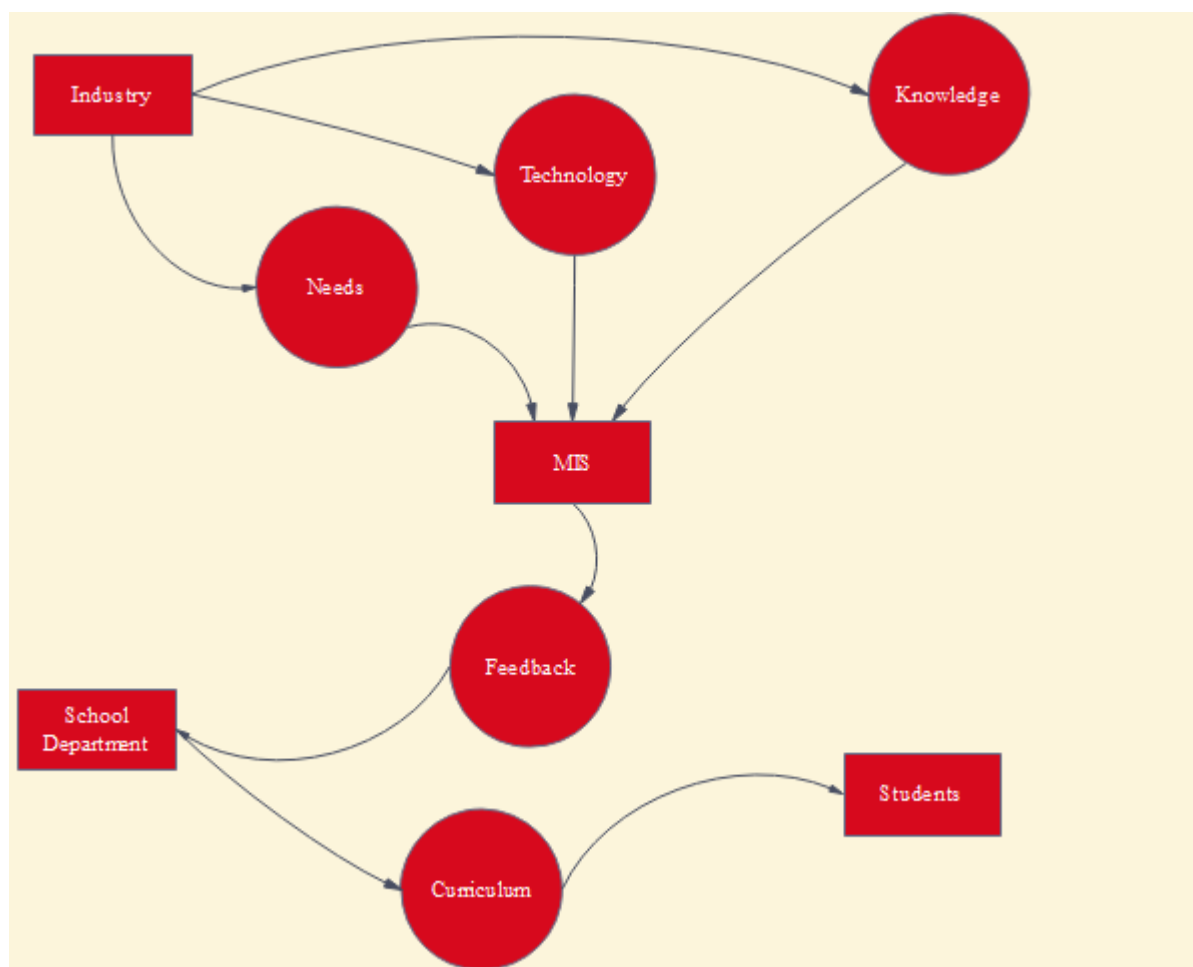 Industry
Knowledge
Technology
Needs
MIS
Feedback
School
Department
Students
Curriculum